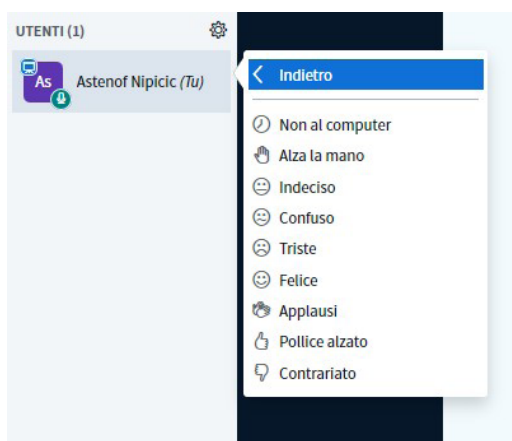 UTENTI (1)
As
Astenof Nipicic (Tu)
Indietro
Non al computer
Alza la mano
Indeciso
Confuso
Triste
Felice
Applausi
Pollice alzato
Contrariato